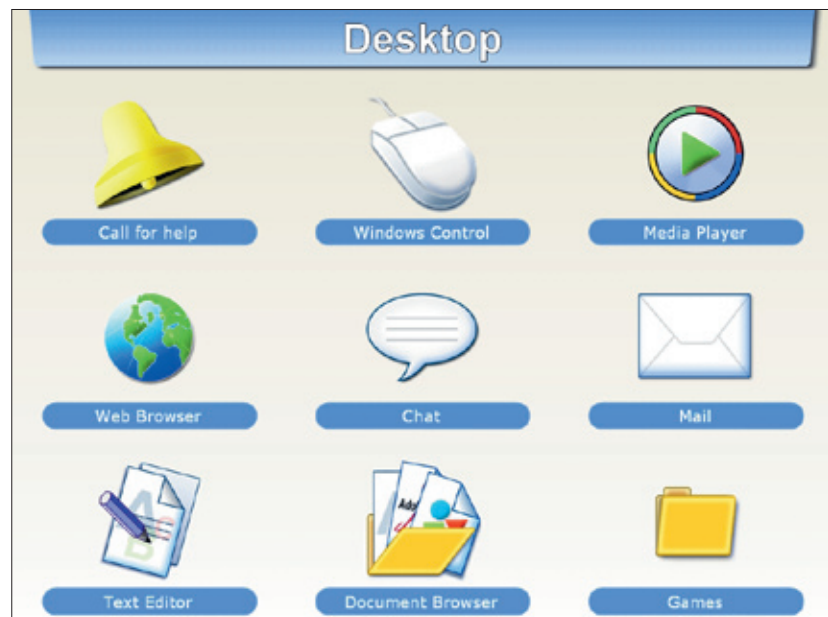 Desktop
Call for help
Windows Control
Media Player
Web Browser
Chat
Mail
Text Editor
Document Browser
Games